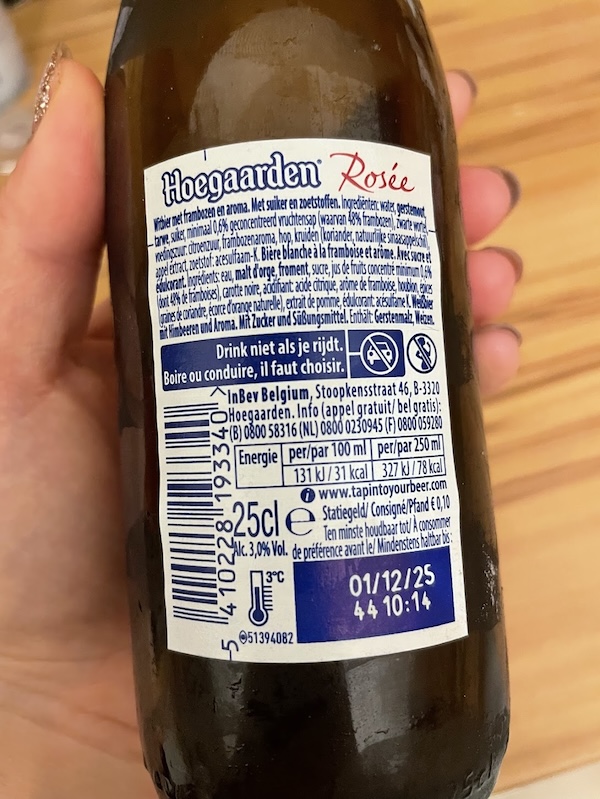 Hoegaarden® Rosée
Witbier met frambozen en aroma. Met suiker en zoetstoffen. Ingrediënten: water, gerstemout,
tarwe, suiker, minimaal 0,6% geconcentreerd vruchtensap (waarvan 48% frambozen), zwarte wortel,
voedingszuur: citroenzuur, frambozenaroma, hop, kruiden (koriander, natuurlijke sinaasappelschil),
appel extract, zoetstof: acesulfaam-K. Bière blanche à la framboise et arôme. Avec sucre et
édulcorant. Ingrédients: eau, malt d'orge, froment, sucre, jus de fruits concentré minimum 0,6%
(dont 48% de framboises), carotte noire, acidifiant: acide citrique, arôme de framboise, houblon, épices
(graines de coriandre, écorce d'orange naturelle), extrait de pomme, édulcorant: acésulfame K. Weißbier
mit Himbeeren und Aroma. Mit Zucker und Süßungsmittel. Enthält: Gerstenmalz, Weizen.
Drink niet als je rijdt.
Boire ou conduire, il faut choisir.
InBev Belgium, Stoopkensstraat 46, B-3320
Hoegaarden. Info (appel gratuit/ bel gratis):
(B) 0800 58316 (NL) 0800 0230945 (F) 0800 059280
Energie per/par 100 ml per/par 250 ml
131 kJ / 31 kcal 327 kJ / 78 kcal
i www.tapintoyourbeer.com
25cl e Statiegeld/ Consigné/Pfand € 0,10
Ten minste houdbaar tot/ À consommer
Alc. 3,0% Vol. de préférence avant le/ Mindestens haltbar bis:
3°C
01/12/25
44 10:14
51394082
5 410228 193340